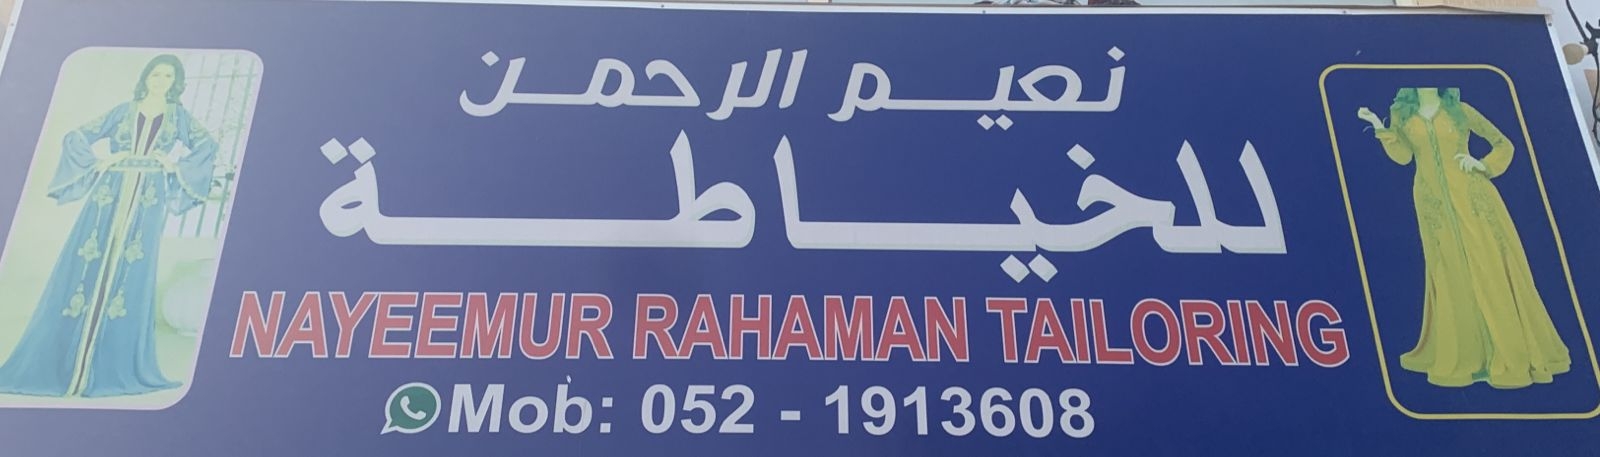 نعيم الرحمن
للخياطة
NAYEEMUR RAHAMAN TAILORING
Mob: 052 - 1913608